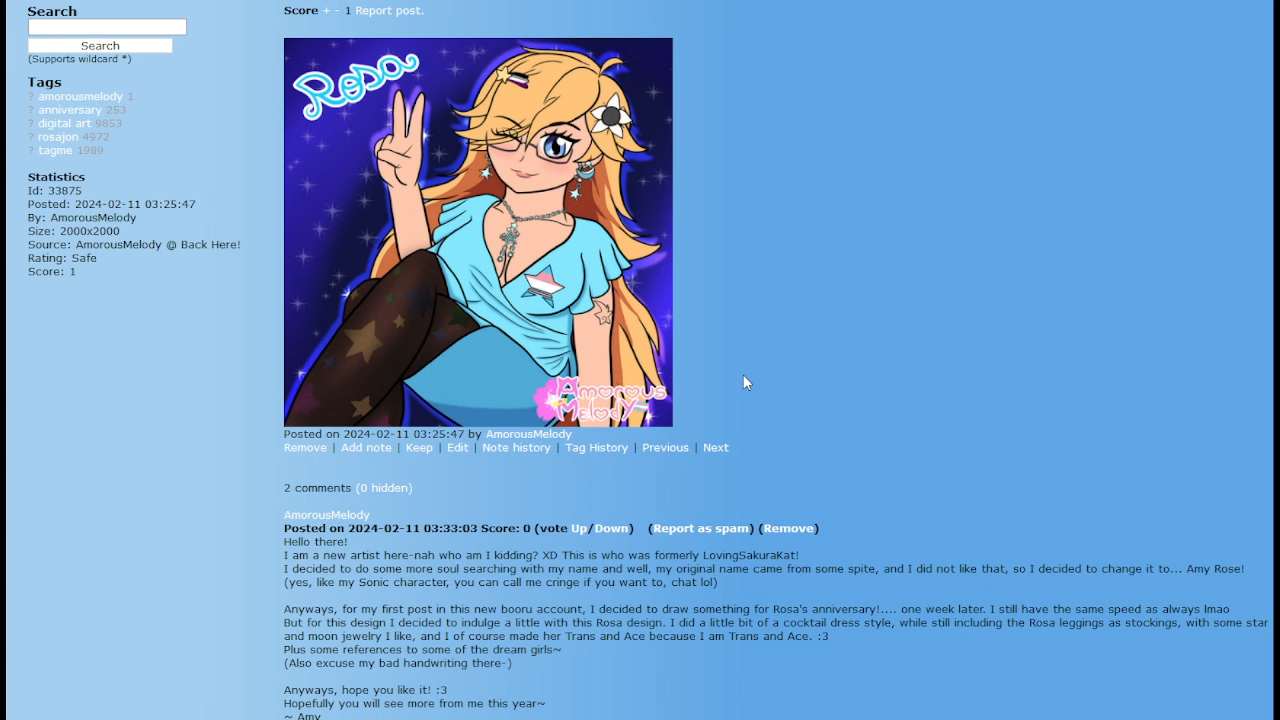 Search
Search
(Supports wildcard *)
Tags
? amorousmelody 1
? anniversary 253
? digital art 9853
? rosajon 4972
? tagme 1989
Statistics
Id: 33875
Posted: 2024-02-11 03:25:47
By: AmorousMelody
Size: 2000x2000
Source: AmorousMelody @ Back Here!
Rating: Safe
Score: 1
Score + - 1 Report post.
Rosa
Amorous
Melody
Posted on 2024-02-11 03:25:47 by AmorousMelody
Remove | Add note | Keep | Edit | Note history | Tag History | Previous | Next
2 comments (0 hidden)
AmorousMelody
Posted on 2024-02-11 03:33:03 Score: 0 (vote Up/Down) (Report as spam) (Remove)
Hello there!
I am a new artist here-nah who am I kidding? XD This is who was formerly LovingSakuraKat!
I decided to do some more soul searching with my name and well, my original name came from some spite, and I did not like that, so I decided to change it to... Amy Rose!
(yes, like my Sonic character, you can call me cringe if you want to, chat lol)
Anyways, for my first post in this new booru account, I decided to draw something for Rosa's anniversary!.... one week later. I still have the same speed as always lmao
But for this design I decided to indulge a little with this Rosa design. I did a little bit of a cocktail dress style, while still including the Rosa leggings as stockings, with some star
and moon jewelry I like, and I of course made her Trans and Ace because I am Trans and Ace. :3
Plus some references to some of the dream girls~
(Also excuse my bad handwriting there-)
Anyways, hope you like it! :3
Hopefully you will see more from me this year~
~ Amy